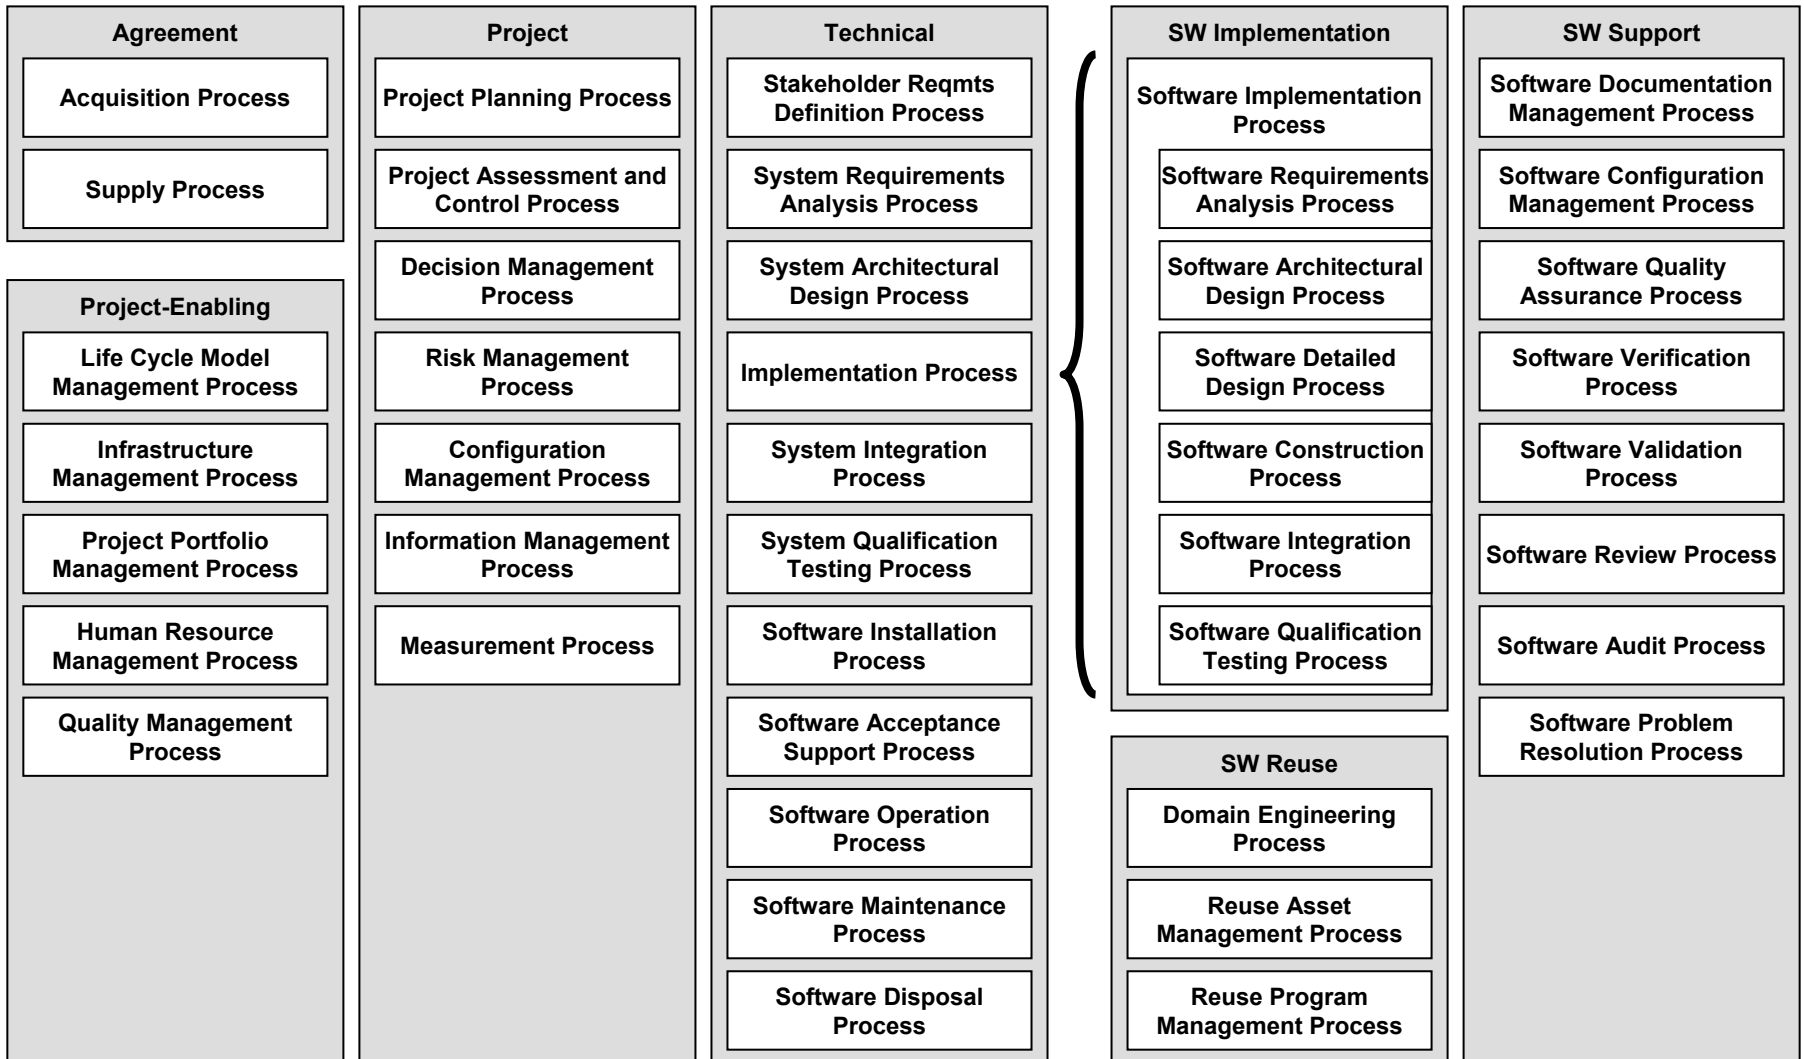 Agreement
Acquisition Process
Supply Process
Project-Enabling
Life Cycle Model
Management Process
Infrastructure
Management Process
Project Portfolio
Management Process
Human Resource
Management Process
Quality Management
Process
Project
Project Planning Process
Project Assessment and
Control Process
Decision Management
Process
Risk Management
Process
Configuration
Management Process
Information Management
Process
Measurement Process
Technical
Stakeholder Reqmts
Definition Process
System Requirements
Analysis Process
System Architectural
Design Process
Implementation Process
System Integration
Process
System Qualification
Testing Process
Software Installation
Process
Software Acceptance
Support Process
Software Operation
Process
Software Maintenance
Process
Software Disposal
Process
SW Implementation
Software Implementation
Process
Software Requirements
Analysis Process
Software Architectural
Design Process
Software Detailed
Design Process
Software Construction
Process
Software Integration
Process
Software Qualification
Testing Process
SW Reuse
Domain Engineering
Process
Reuse Asset
Management Process
Reuse Program
Management Process
SW Support
Software Documentation
Management Process
Software Configuration
Management Process
Software Quality
Assurance Process
Software Verification
Process
Software Validation
Process
Software Review Process
Software Audit Process
Software Problem
Resolution Process